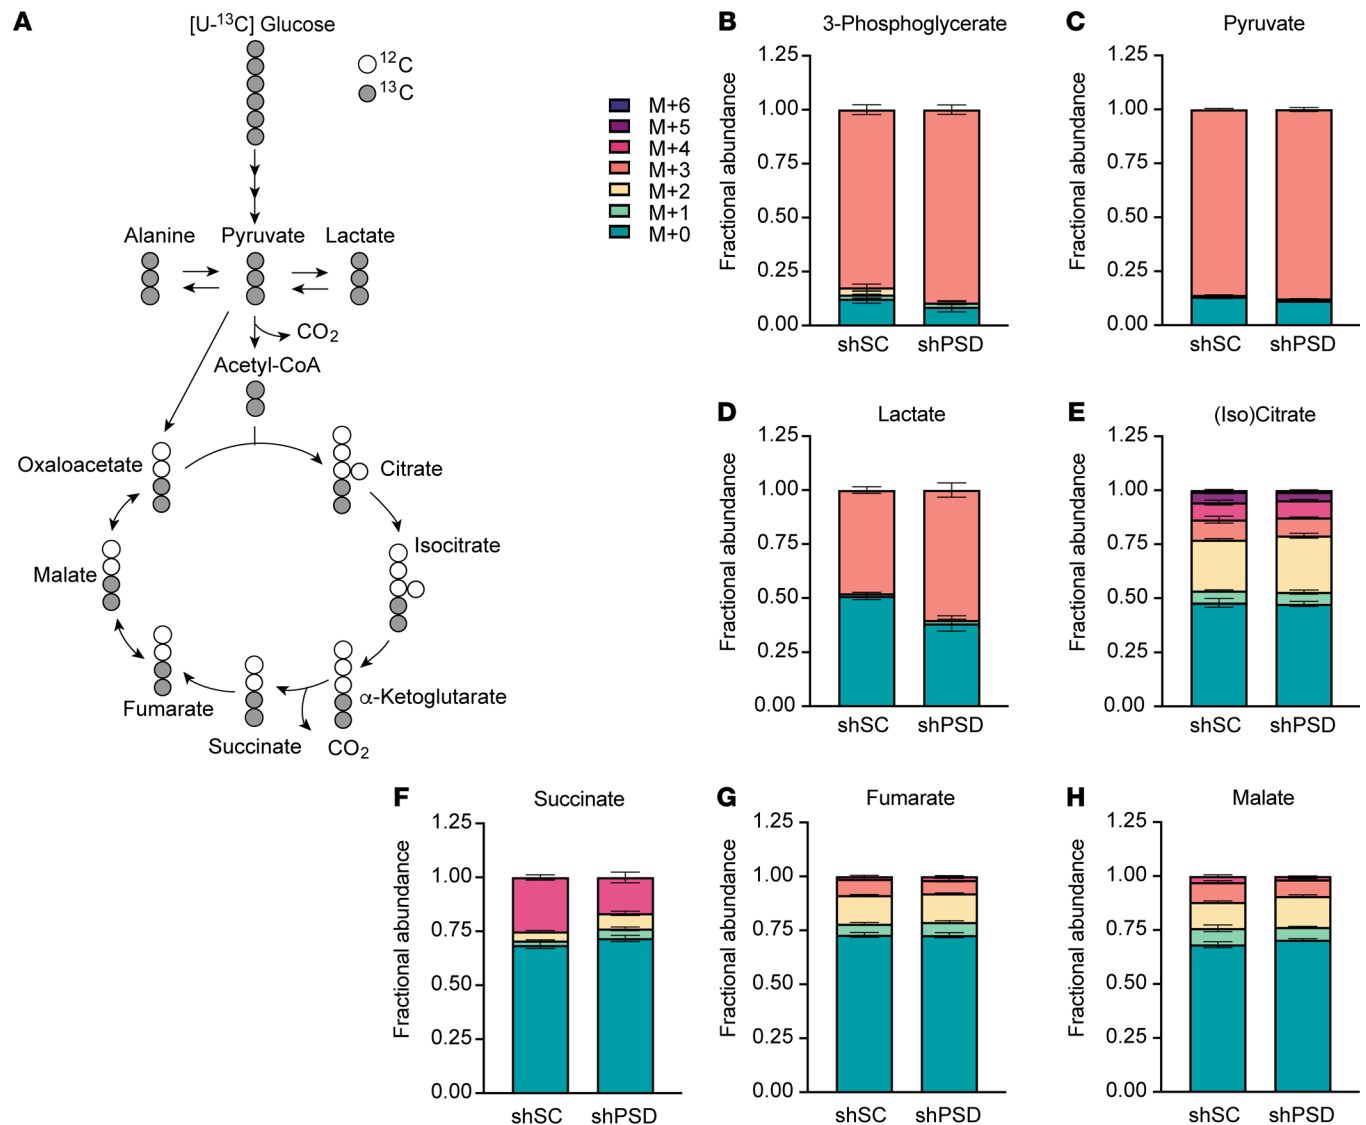 A
[U-¹³C] Glucose
¹²C
¹³C
Alanine
Pyruvate
Lactate
CO₂
Acetyl-CoA
Oxaloacetate
Citrate
Isocitrate
Malate
α-Ketoglutarate
Fumarate
Succinate
CO₂
M+6
M+5
M+4
M+3
M+2
M+1
M+0
B
3-Phosphoglycerate
Fractional abundance
1.25
1.00
0.75
0.50
0.25
0.00
shSC shPSD
C
Pyruvate
Fractional abundance
1.25
1.00
0.75
0.50
0.25
0.00
shSC shPSD
D
Lactate
Fractional abundance
1.25
1.00
0.75
0.50
0.25
0.00
shSC shPSD
E
(Iso)Citrate
Fractional abundance
1.25
1.00
0.75
0.50
0.25
0.00
shSC shPSD
F
Succinate
Fractional abundance
1.25
1.00
0.75
0.50
0.25
0.00
shSC shPSD
G
Fumarate
Fractional abundance
1.25
1.00
0.75
0.50
0.25
0.00
shSC shPSD
H
Malate
Fractional abundance
1.25
1.00
0.75
0.50
0.25
0.00
shSC shPSD